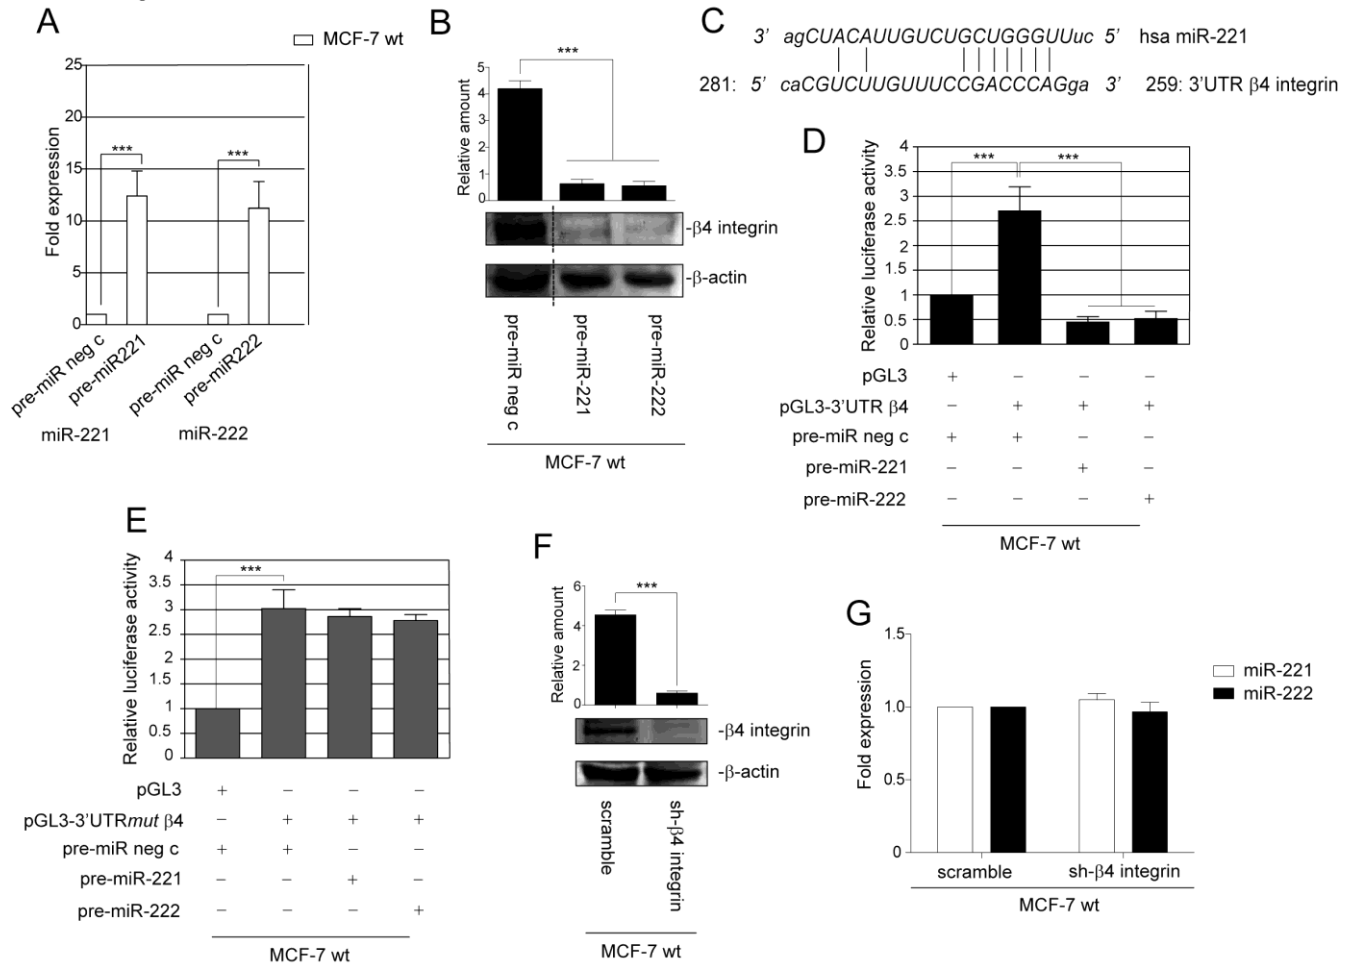 A
MCF-7 wt
Fold expression
25
20
15
10
5
0
***
***
pre-miR neg c
pre-miR221
pre-miR neg c
pre-miR222
miR-221
miR-222
B
Relative amount
5
4
3
2
1
0
***
-β4 integrin
-β-actin
pre-miR neg c
pre-miR-221
pre-miR-222
MCF-7 wt
C
3’ agCUACAUUGUCUGCUGGGUUuc 5’ hsa miR-221
281: 5’ caCGUCUUGUUUCCGACCCAGga 3’ 259: 3’UTR β4 integrin
D
Relative luciferase activity
4
3.5
3
2.5
2
1.5
1
0.5
0
***
***
pGL3 + − − −
pGL3-3’UTR β4 − + + +
pre-miR neg c + + − −
pre-miR-221 − − + −
pre-miR-222 − − − +
MCF-7 wt
E
Relative luciferase activity
4
3.5
3
2.5
2
1.5
1
0.5
0
***
pGL3 + − − −
pGL3-3’UTRmut β4 − + + +
pre-miR neg c + + − −
pre-miR-221 − − + −
pre-miR-222 − − − +
MCF-7 wt
F
Relative amount
6
4
2
0
***
-β4 integrin
-β-actin
scramble
sh-β4 integrin
MCF-7 wt
G
Fold expression
1.5
1.0
0.5
0
miR-221
miR-222
scramble
sh-β4 integrin
MCF-7 wt